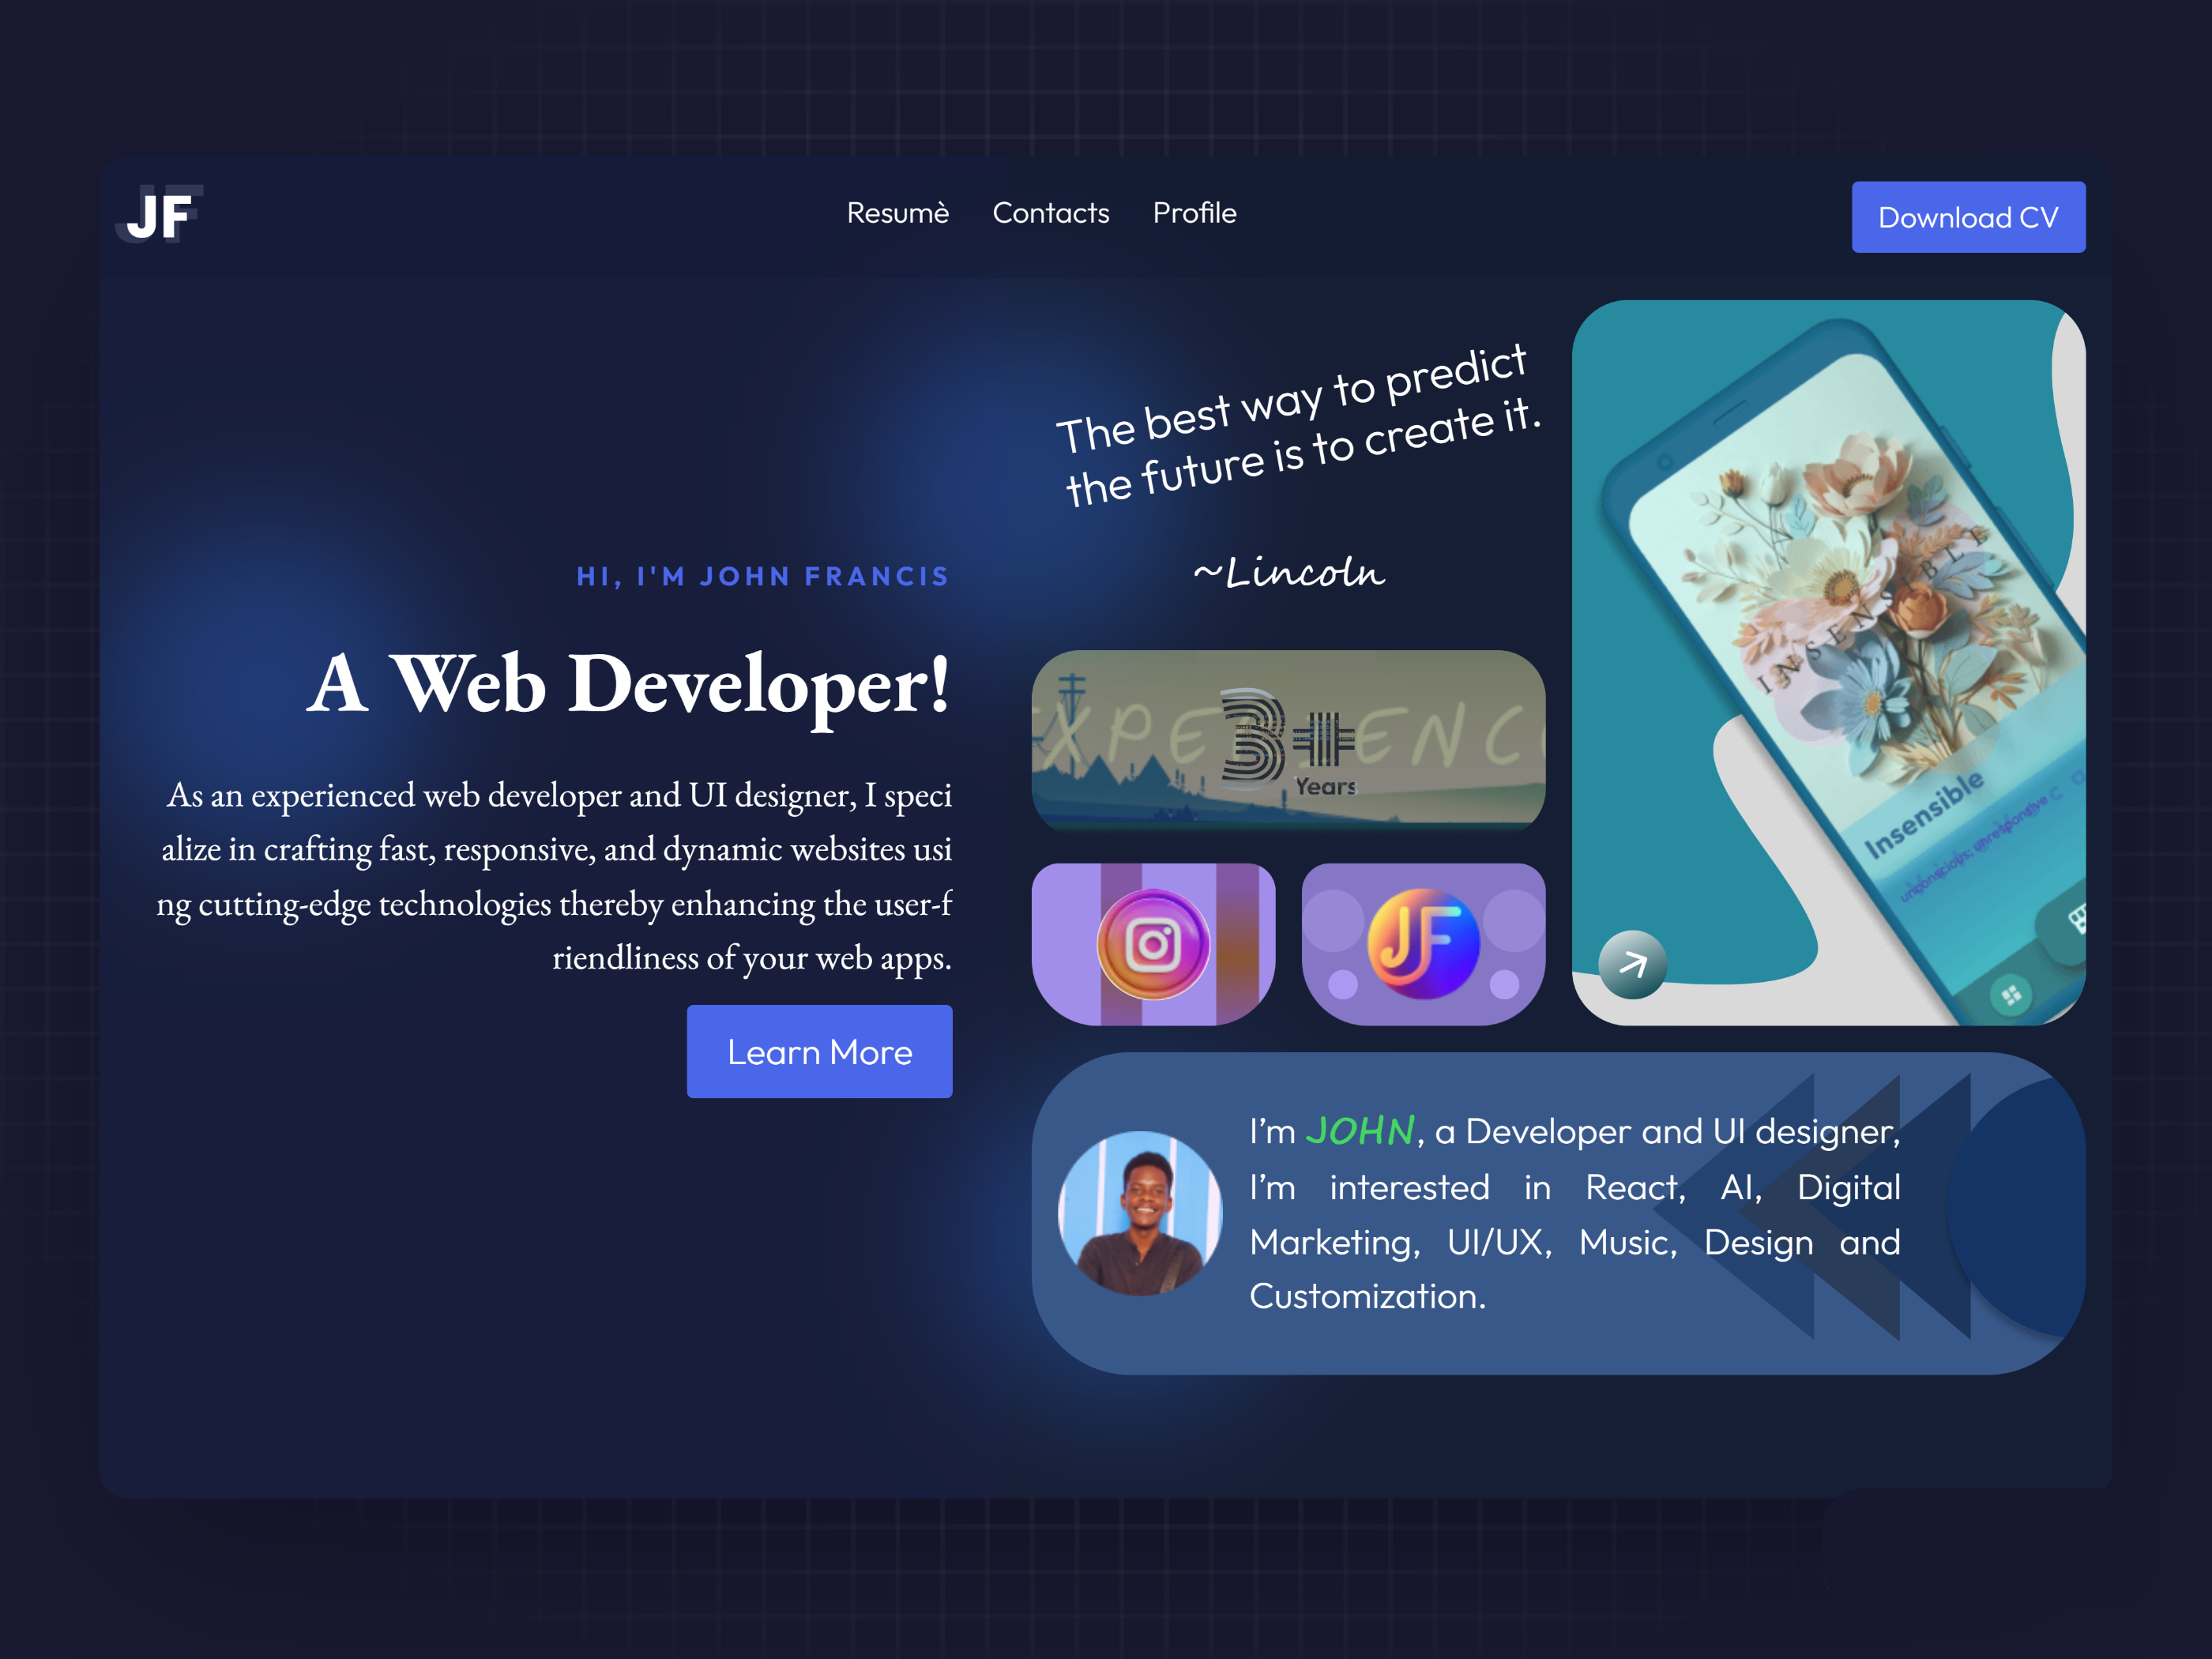 JF
Resumè
Contacts
Profile
Download CV
HI, I'M JOHN FRANCIS
A Web Developer!
As an experienced web developer and UI designer, I speci
alize in crafting fast, responsive, and dynamic websites usi
ng cutting-edge technologies thereby enhancing the user-f
riendliness of your web apps.
Learn More
The best way to predict
the future is to create it.
~Lincoln
EXPERIENCE
3+
Years
JF
INSENSIBLE
Insensible
unconscious; unresponsive
I'm JOHN, a Developer and UI designer,
I'm interested in React, AI, Digital
Marketing, UI/UX, Music, Design and
Customization.